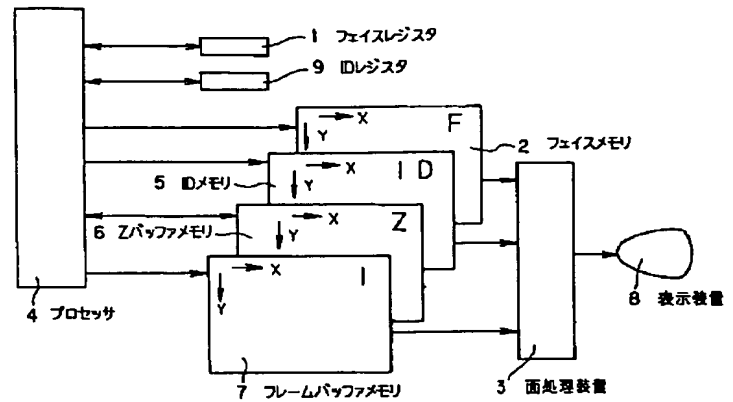 1 フェイスレジスタ
9 IDレジスタ
X
Y
F
2 フェイスメモリ
X
Y
I D
5 IDメモリ
X
Y
Z
6 Zバッファメモリ
X
Y
I
4 プロセッサ
8 表示装置
7 フレームバッファメモリ
3 面処理装置